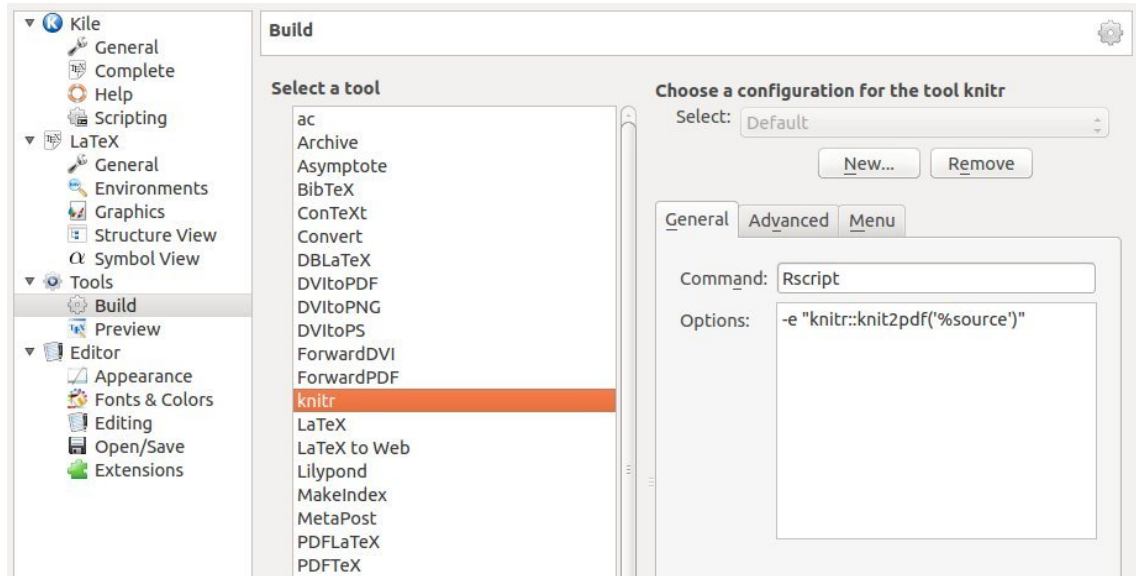 Kile
General
Complete
Help
Scripting
LaTeX
General
Environments
Graphics
Structure View
α Symbol View
Tools
Build
Preview
Editor
Appearance
Fonts & Colors
Editing
Open/Save
Extensions
Build
Select a tool
ac
Archive
Asymptote
BibTeX
ConTeXt
Convert
DBLaTeX
DVItoPDF
DVItoPNG
DVItoPS
ForwardDVI
ForwardPDF
knitr
LaTeX
LaTeX to Web
Lilypond
MakeIndex
MetaPost
PDFLaTeX
PDFTeX
Choose a configuration for the tool knitr
Select: Default
New... Remove
General Advanced Menu
Command: Rscript
Options: -e "knitr::knit2pdf('%source')"